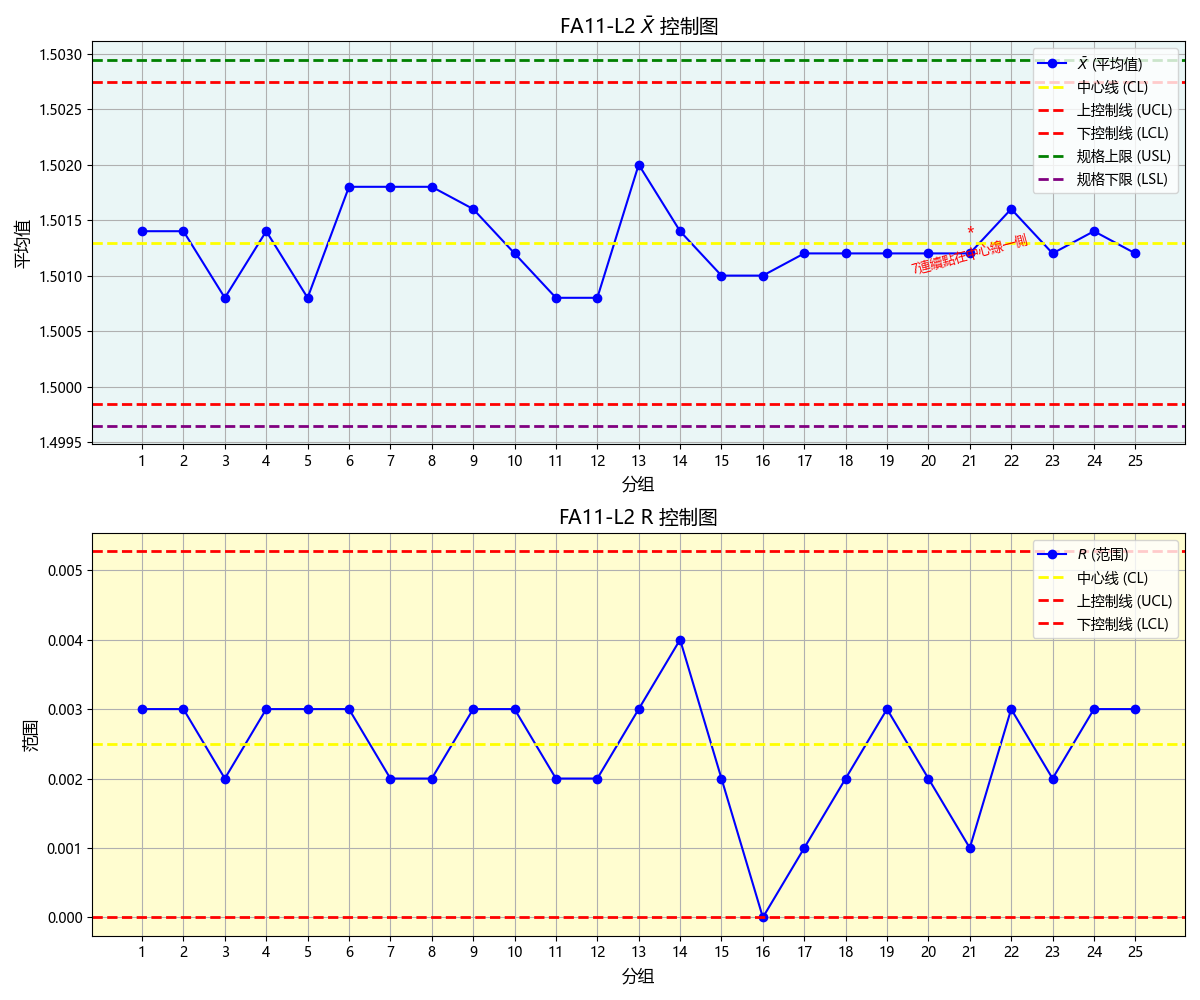 FA11-L2 X̄ 控制图
1.5030
1.5025
1.5020
1.5015
1.5010
1.5005
1.5000
1.4995
平均值
X̄ (平均值)
中心线 (CL)
上控制线 (UCL)
下控制线 (LCL)
规格上限 (USL)
规格下限 (LSL)
*
7連續點在中心線一側
1 2 3 4 5 6 7 8 9 10 11 12 13 14 15 16 17 18 19 20 21 22 23 24 25
分组
FA11-L2 R 控制图
0.005
0.004
0.003
0.002
0.001
0.000
范围
R (范围)
中心线 (CL)
上控制线 (UCL)
下控制线 (LCL)
1 2 3 4 5 6 7 8 9 10 11 12 13 14 15 16 17 18 19 20 21 22 23 24 25
分组